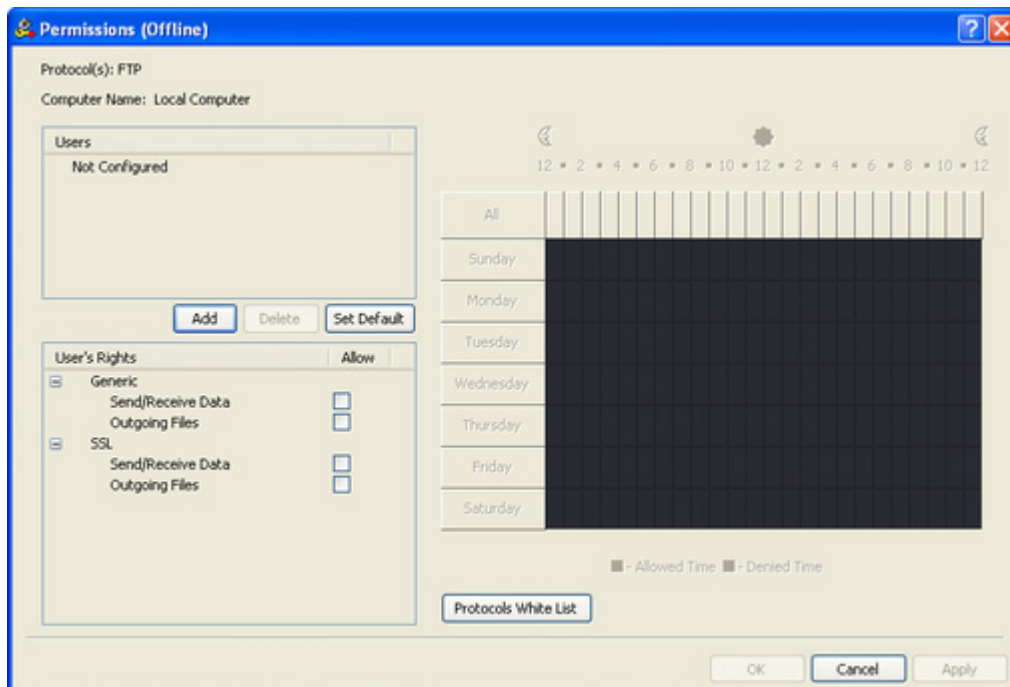 Permissions (Offline)
Protocol(s): FTP
Computer Name: Local Computer
Users
Not Configured
Add Delete Set Default
User's Rights Allow
Generic
Send/Receive Data
Outgoing Files
SSL
Send/Receive Data
Outgoing Files
12 • 2 • 4 • 6 • 8 • 10 • 12 • 2 • 4 • 6 • 8 • 10 • 12
All
Sunday
Monday
Tuesday
Wednesday
Thursday
Friday
Saturday
- Allowed Time - Denied Time
Protocols White List
OK Cancel Apply